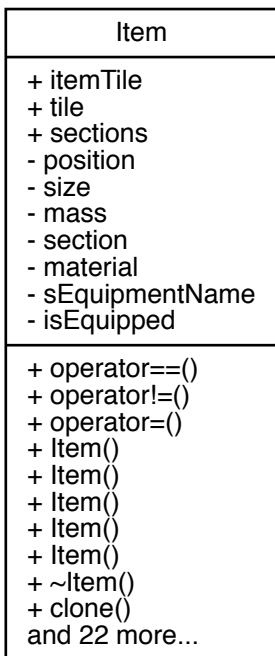 Item
+ itemTile
+ tile
+ sections
- position
- size
- mass
- section
- material
- sEquipmentName
- isEquipped
+ operator==()
+ operator!=()
+ operator=()
+ Item()
+ Item()
+ Item()
+ Item()
+ Item()
+ ~Item()
+ clone()
and 22 more...